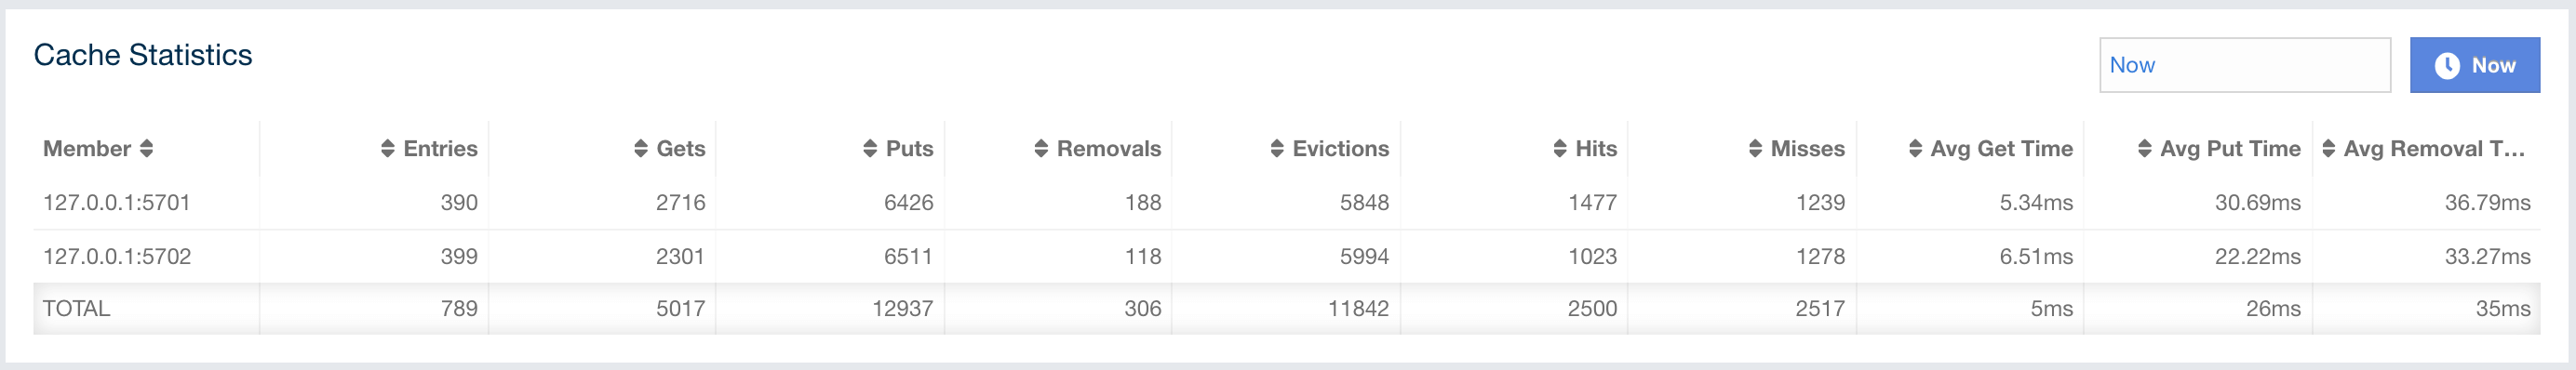 Cache Statistics
Now
Now
Member Entries Gets Puts Removals Evictions Hits Misses Avg Get Time Avg Put Time Avg Removal T...
127.0.0.1:5701 390 2716 6426 188 5848 1477 1239 5.34ms 30.69ms 36.79ms
127.0.0.1:5702 399 2301 6511 118 5994 1023 1278 6.51ms 22.22ms 33.27ms
TOTAL 789 5017 12937 306 11842 2500 2517 5ms 26ms 35ms